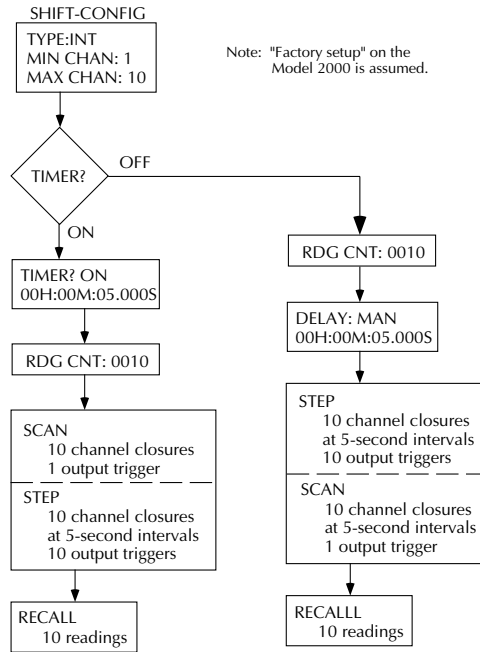 SHIFT-CONFIG
TYPE:INT
MIN CHAN: 1
MAX CHAN: 10
Note: "Factory setup" on the
Model 2000 is assumed.
TIMER?
OFF
ON
TIMER? ON
00H:00M:05.000S
RDG CNT: 0010
SCAN
10 channel closures
1 output trigger
STEP
10 channel closures
at 5-second intervals
10 output triggers
RECALL
10 readings
RDG CNT: 0010
DELAY: MAN
00H:00M:05.000S
STEP
10 channel closures
at 5-second intervals
10 output triggers
SCAN
10 channel closures
at 5-second intervals
1 output trigger
RECALLL
10 readings